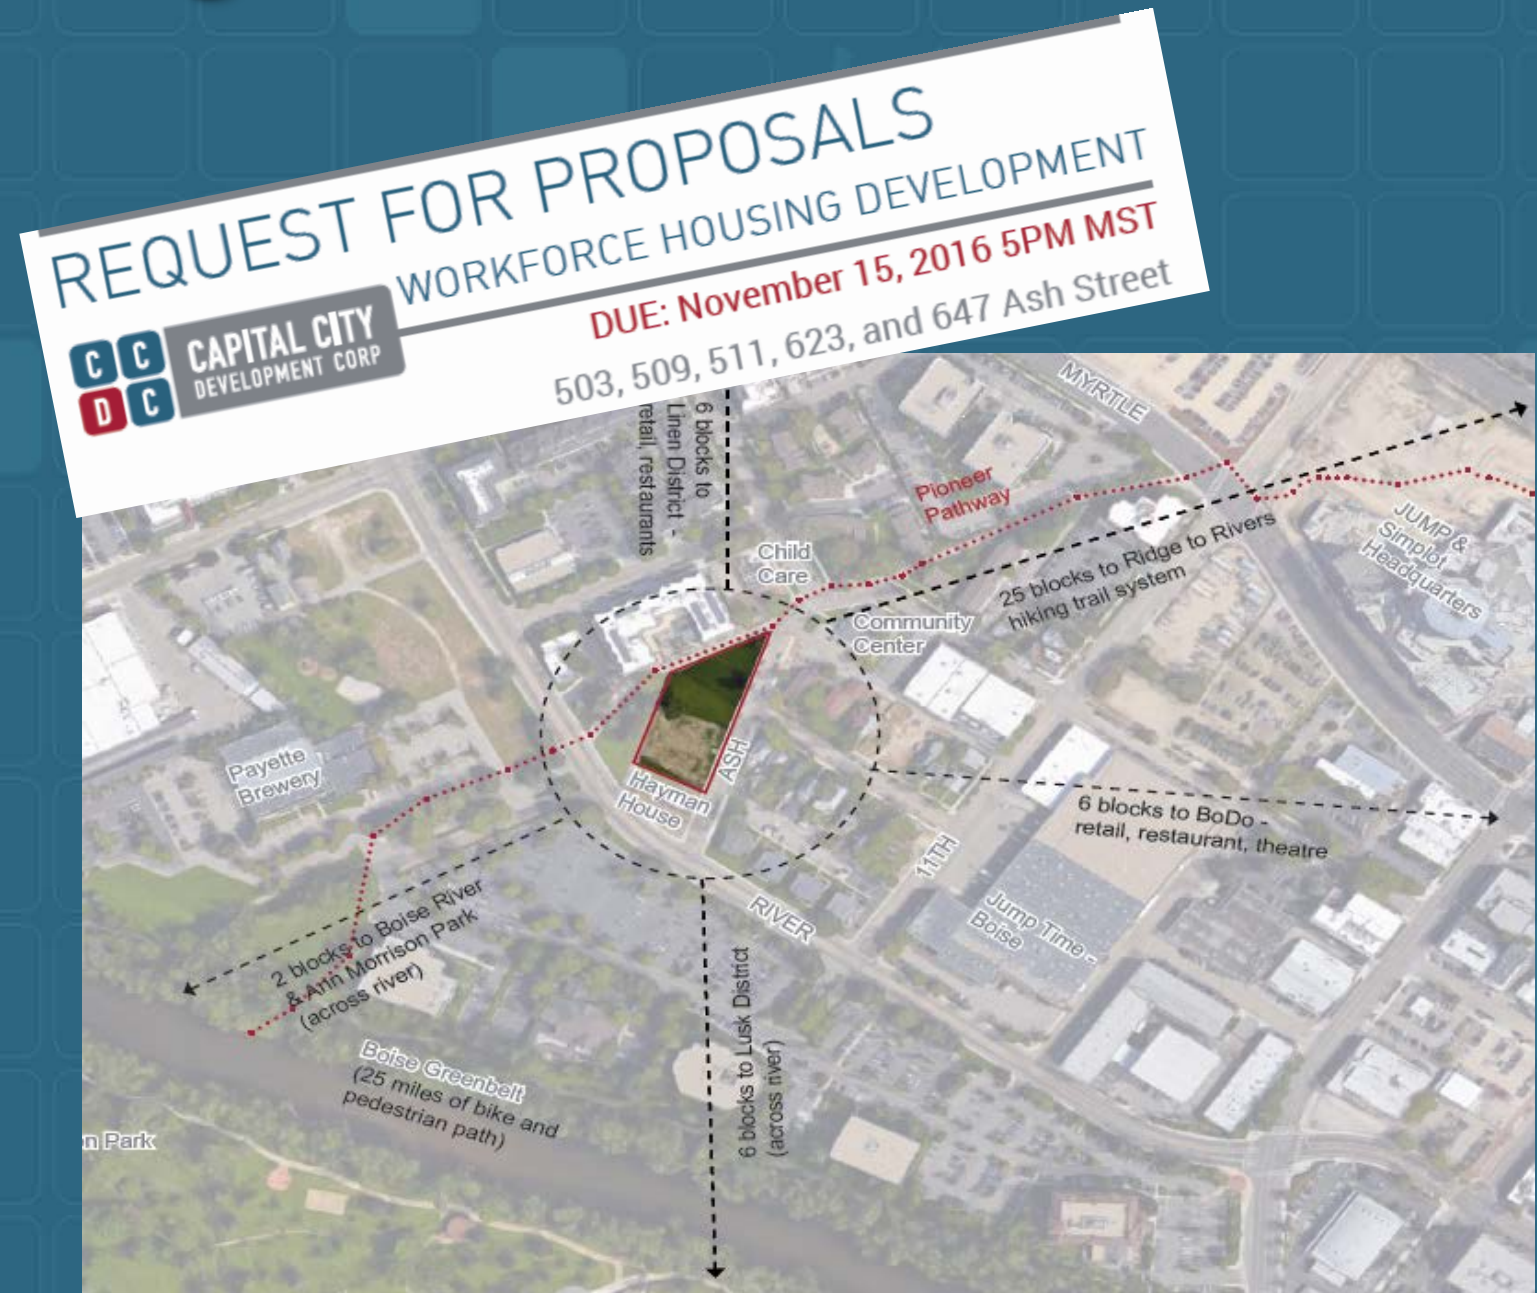 REQUEST FOR PROPOSALS
WORKFORCE HOUSING DEVELOPMENT
DUE: November 15, 2016 5PM MST
503, 509, 511, 623, and 647 Ash Street
C C
D C
CAPITAL CITY
DEVELOPMENT CORP
MYRTLE
6 blocks to
Linen District -
retail, restaurants
Pioneer
Pathway
JUMP &
Simplot
Headquarters
Child
Care
25 blocks to Ridge to Rivers
hiking trail system
Community
Center
Payette
Brewery
ASH
Hayman
House
6 blocks to BoDo -
retail, restaurant, theatre
11TH
RIVER
Jump Time -
Boise
2 blocks to Boise River
& Ann Morrison Park
(across river)
6 blocks to Lusk District
(across river)
Boise Greenbelt
(25 miles of bike and
pedestrian path)
n Park